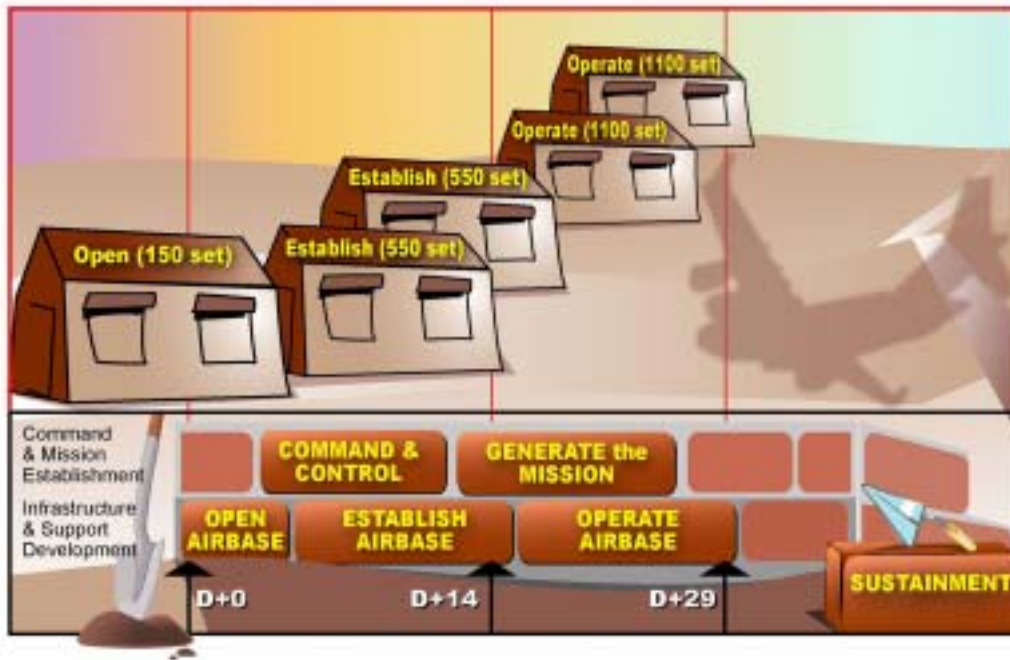 Operate (1100 set)
Operate (1100 set)
Establish (550 set)
Open (150 set)
Establish (550 set)
Command
& Mission
Establishment
COMMAND &
CONTROL
GENERATE the
MISSION
Infrastructure
& Support
Development
OPEN
AIRBASE
ESTABLISH
AIRBASE
OPERATE
AIRBASE
SUSTAINMENT
D+0
D+14
D+29